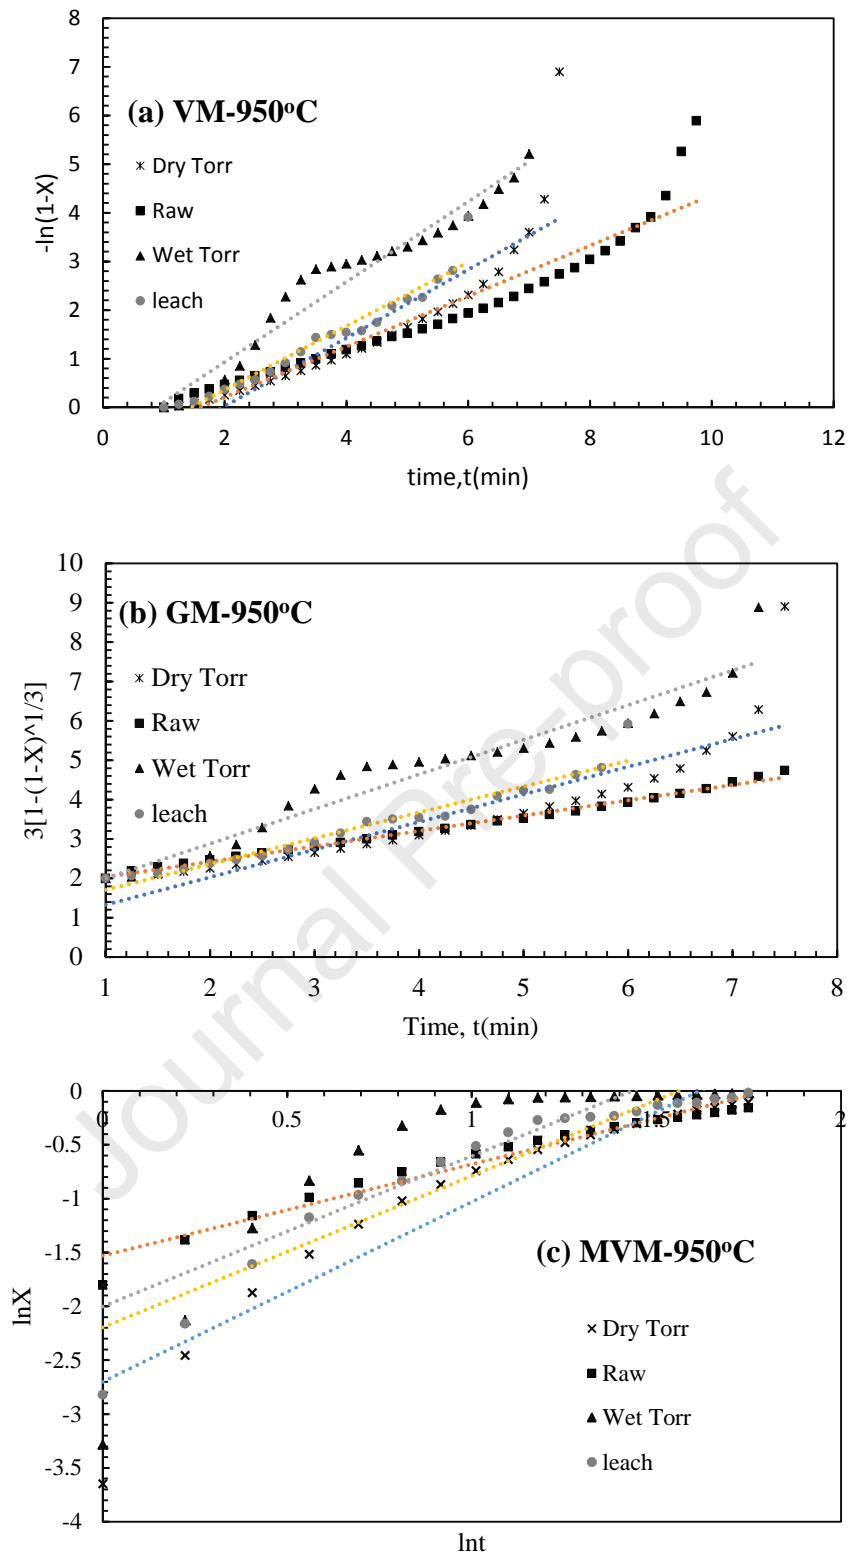 8
7
6
5
4
3
2
1
0
-ln(1-X)
(a) VM-950°C
Dry Torr
Raw
Wet Torr
leach
0 2 4 6 8 10 12
time,t(min)
10
9
8
7
6
5
4
3
2
1
0
3[1-(1-X)^1/3]
(b) GM-950°C
Dry Torr
Raw
Wet Torr
leach
1 2 3 4 5 6 7 8
Time, t(min)
Journal Pre-proof
0
-0.5
-1
-1.5
-2
-2.5
-3
-3.5
-4
lnX
0 0.5 1 1.5 2
(c) MVM-950°C
Dry Torr
Raw
Wet Torr
leach
lnt